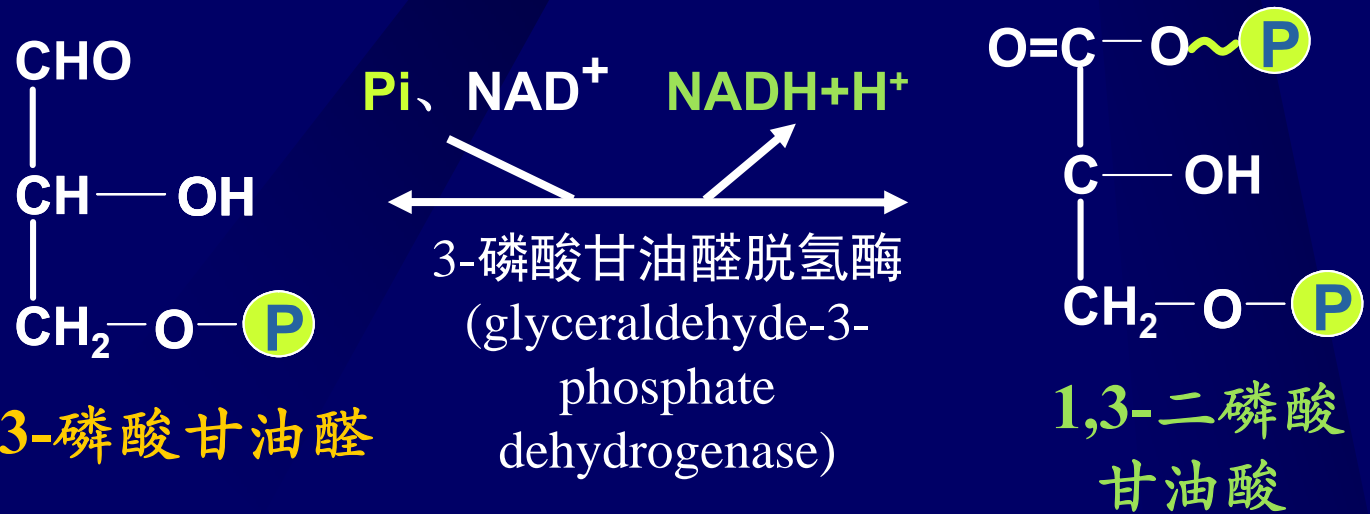 CHO
CH—OH
CH₂—O—P
3-磷酸甘油醛
Pi、NAD⁺ NADH+H⁺
3-磷酸甘油醛脱氢酶
(glyceraldehyde-3-
phosphate
dehydrogenase)
O=C—O~P
C—OH
CH₂—O—P
1,3-二磷酸
甘油酸